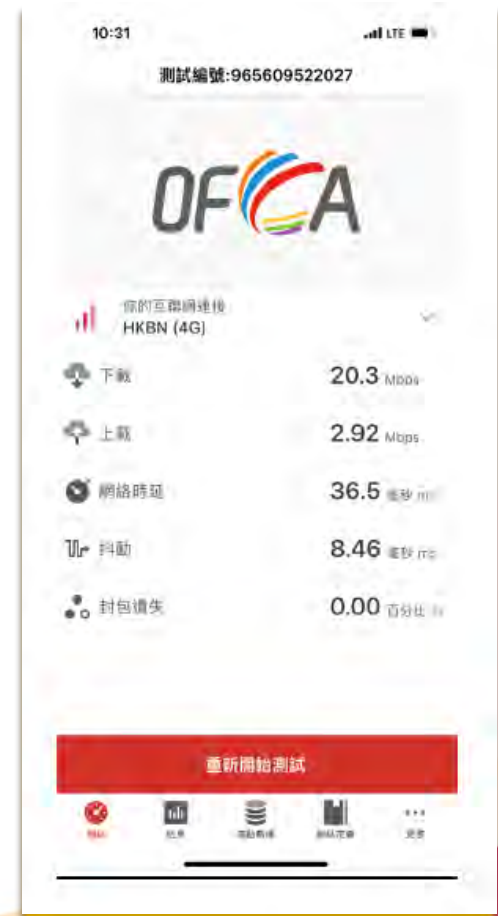 10:31
LTE
測試編號:965609522027
OFCA
你的互聯網連接
HKBN (4G)
下載 20.3 Mbps
上載 2.92 Mbps
網絡時延 36.5 毫秒
抖動 8.46 毫秒
封包遺失 0.00 百分比
重新開始測試
更多